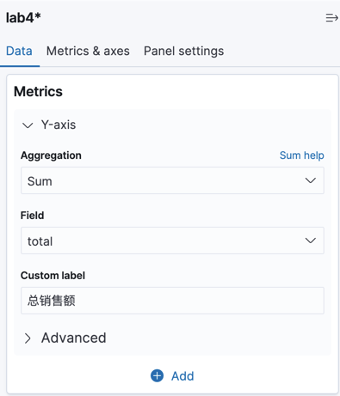 lab4*
Data Metrics & axes Panel settings
Metrics
Y-axis
Aggregation Sum help
Sum
Field
total
Custom label
总销售额
Advanced
Add